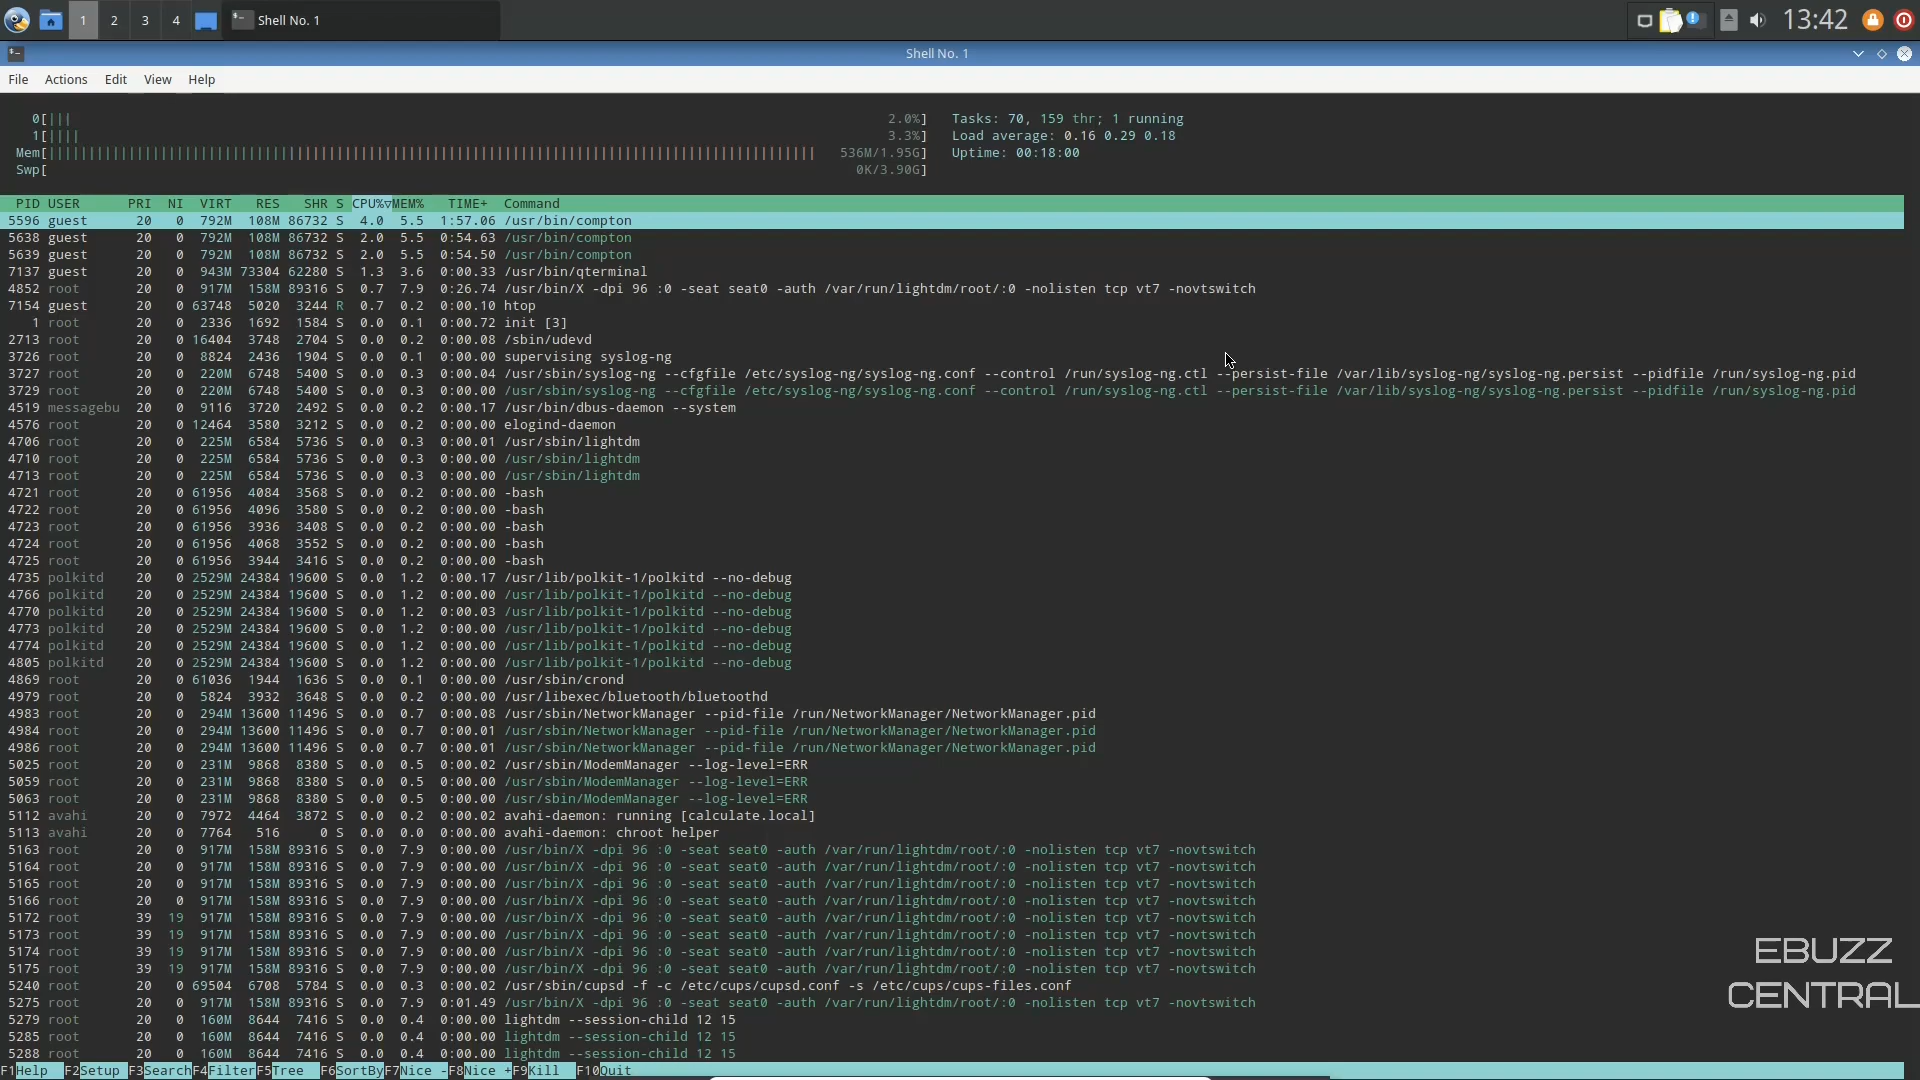 1 2 3 4 Shell No. 1 13:42
Shell No. 1
File Actions Edit View Help
0[||| 2.0%] Tasks: 70, 159 thr; 1 running
1[|||| 3.3%] Load average: 0.16 0.29 0.18
Mem[ 536M/1.95G] Uptime: 00:18:00
Swp[ 0K/3.90G]
PID USER PRI NI VIRT RES SHR S CPU%▽MEM% TIME+ Command
5596 guest 20 0 792M 108M 86732 S 4.0 5.5 1:57.06 /usr/bin/compton
5638 guest 20 0 792M 108M 86732 S 2.0 5.5 0:54.63 /usr/bin/compton
5639 guest 20 0 792M 108M 86732 S 2.0 5.5 0:54.50 /usr/bin/compton
7137 guest 20 0 943M 73304 62280 S 1.3 3.6 0:00.33 /usr/bin/qterminal
4852 root 20 0 917M 158M 89316 S 0.7 7.9 0:26.74 /usr/bin/X -dpi 96 :0 -seat seat0 -auth /var/run/lightdm/root/:0 -nolisten tcp vt7 -novtswitch
7154 guest 20 0 63748 5020 3244 R 0.7 0.2 0:00.10 htop
1 root 20 0 2336 1692 1584 S 0.0 0.1 0:00.72 init [3]
2713 root 20 0 16404 3748 2704 S 0.0 0.2 0:00.08 /sbin/udevd
3726 root 20 0 8824 2436 1904 S 0.0 0.1 0:00.00 supervising syslog-ng
3727 root 20 0 220M 6748 5400 S 0.0 0.3 0:00.04 /usr/sbin/syslog-ng --cfgfile /etc/syslog-ng/syslog-ng.conf --control /run/syslog-ng.ctl --persist-file /var/lib/syslog-ng/syslog-ng.persist --pidfile /run/syslog-ng.pid
3729 root 20 0 220M 6748 5400 S 0.0 0.3 0:00.00 /usr/sbin/syslog-ng --cfgfile /etc/syslog-ng/syslog-ng.conf --control /run/syslog-ng.ctl --persist-file /var/lib/syslog-ng/syslog-ng.persist --pidfile /run/syslog-ng.pid
4519 messagebu 20 0 9116 3720 2492 S 0.0 0.2 0:00.17 /usr/bin/dbus-daemon --system
4576 root 20 0 12464 3580 3212 S 0.0 0.2 0:00.00 elogind-daemon
4706 root 20 0 225M 6584 5736 S 0.0 0.3 0:00.01 /usr/sbin/lightdm
4710 root 20 0 225M 6584 5736 S 0.0 0.3 0:00.00 /usr/sbin/lightdm
4713 root 20 0 225M 6584 5736 S 0.0 0.3 0:00.00 /usr/sbin/lightdm
4721 root 20 0 61956 4084 3568 S 0.0 0.2 0:00.00 -bash
4722 root 20 0 61956 4096 3580 S 0.0 0.2 0:00.00 -bash
4723 root 20 0 61956 3936 3408 S 0.0 0.2 0:00.00 -bash
4724 root 20 0 61956 4068 3552 S 0.0 0.2 0:00.00 -bash
4725 root 20 0 61956 3944 3416 S 0.0 0.2 0:00.00 -bash
4735 polkitd 20 0 2529M 24384 19600 S 0.0 1.2 0:00.17 /usr/lib/polkit-1/polkitd --no-debug
4766 polkitd 20 0 2529M 24384 19600 S 0.0 1.2 0:00.00 /usr/lib/polkit-1/polkitd --no-debug
4770 polkitd 20 0 2529M 24384 19600 S 0.0 1.2 0:00.03 /usr/lib/polkit-1/polkitd --no-debug
4773 polkitd 20 0 2529M 24384 19600 S 0.0 1.2 0:00.00 /usr/lib/polkit-1/polkitd --no-debug
4774 polkitd 20 0 2529M 24384 19600 S 0.0 1.2 0:00.00 /usr/lib/polkit-1/polkitd --no-debug
4805 polkitd 20 0 2529M 24384 19600 S 0.0 1.2 0:00.00 /usr/lib/polkit-1/polkitd --no-debug
4869 root 20 0 61036 1944 1636 S 0.0 0.1 0:00.00 /usr/sbin/crond
4979 root 20 0 5824 3932 3648 S 0.0 0.2 0:00.00 /usr/libexec/bluetooth/bluetoothd
4983 root 20 0 294M 13600 11496 S 0.0 0.7 0:00.08 /usr/sbin/NetworkManager --pid-file /run/NetworkManager/NetworkManager.pid
4984 root 20 0 294M 13600 11496 S 0.0 0.7 0:00.01 /usr/sbin/NetworkManager --pid-file /run/NetworkManager/NetworkManager.pid
4986 root 20 0 294M 13600 11496 S 0.0 0.7 0:00.01 /usr/sbin/NetworkManager --pid-file /run/NetworkManager/NetworkManager.pid
5025 root 20 0 231M 9868 8380 S 0.0 0.5 0:00.02 /usr/sbin/ModemManager --log-level=ERR
5059 root 20 0 231M 9868 8380 S 0.0 0.5 0:00.00 /usr/sbin/ModemManager --log-level=ERR
5063 root 20 0 231M 9868 8380 S 0.0 0.5 0:00.00 /usr/sbin/ModemManager --log-level=ERR
5112 avahi 20 0 7972 4464 3872 S 0.0 0.2 0:00.02 avahi-daemon: running [calculate.local]
5113 avahi 20 0 7764 516 0 S 0.0 0.0 0:00.00 avahi-daemon: chroot helper
5163 root 20 0 917M 158M 89316 S 0.0 7.9 0:00.00 /usr/bin/X -dpi 96 :0 -seat seat0 -auth /var/run/lightdm/root/:0 -nolisten tcp vt7 -novtswitch
5164 root 20 0 917M 158M 89316 S 0.0 7.9 0:00.00 /usr/bin/X -dpi 96 :0 -seat seat0 -auth /var/run/lightdm/root/:0 -nolisten tcp vt7 -novtswitch
5165 root 20 0 917M 158M 89316 S 0.0 7.9 0:00.00 /usr/bin/X -dpi 96 :0 -seat seat0 -auth /var/run/lightdm/root/:0 -nolisten tcp vt7 -novtswitch
5166 root 20 0 917M 158M 89316 S 0.0 7.9 0:00.00 /usr/bin/X -dpi 96 :0 -seat seat0 -auth /var/run/lightdm/root/:0 -nolisten tcp vt7 -novtswitch
5172 root 39 19 917M 158M 89316 S 0.0 7.9 0:00.00 /usr/bin/X -dpi 96 :0 -seat seat0 -auth /var/run/lightdm/root/:0 -nolisten tcp vt7 -novtswitch
5173 root 39 19 917M 158M 89316 S 0.0 7.9 0:00.00 /usr/bin/X -dpi 96 :0 -seat seat0 -auth /var/run/lightdm/root/:0 -nolisten tcp vt7 -novtswitch
5174 root 39 19 917M 158M 89316 S 0.0 7.9 0:00.00 /usr/bin/X -dpi 96 :0 -seat seat0 -auth /var/run/lightdm/root/:0 -nolisten tcp vt7 -novtswitch
5175 root 39 19 917M 158M 89316 S 0.0 7.9 0:00.00 /usr/bin/X -dpi 96 :0 -seat seat0 -auth /var/run/lightdm/root/:0 -nolisten tcp vt7 -novtswitch
5240 root 20 0 69504 6708 5784 S 0.0 0.3 0:00.02 /usr/sbin/cupsd -f -c /etc/cups/cupsd.conf -s /etc/cups/cups-files.conf
5275 root 20 0 917M 158M 89316 S 0.0 7.9 0:01.49 /usr/bin/X -dpi 96 :0 -seat seat0 -auth /var/run/lightdm/root/:0 -nolisten tcp vt7 -novtswitch
5279 root 20 0 160M 8644 7416 S 0.0 0.4 0:00.00 lightdm --session-child 12 15
5285 root 20 0 160M 8644 7416 S 0.0 0.4 0:00.00 lightdm --session-child 12 15
5288 root 20 0 160M 8644 7416 S 0.0 0.4 0:00.00 lightdm --session-child 12 15
F1Help F2Setup F3SearchF4FilterF5Tree F6SortByF7Nice -F8Nice +F9Kill F10Quit
EBUZZ
CENTRAL